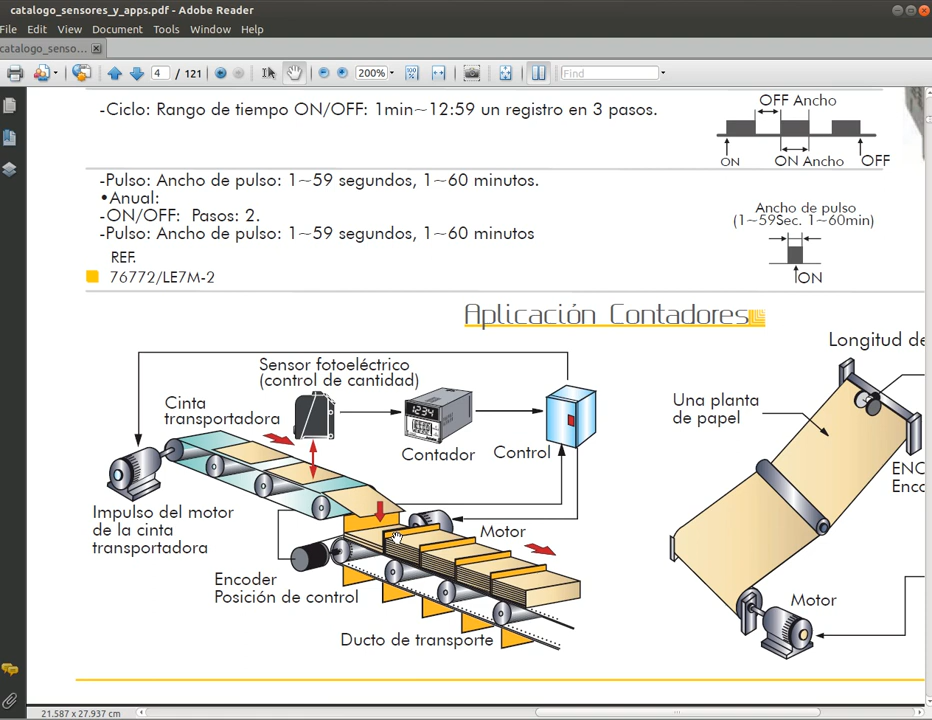 catalogo_sensores_y_apps.pdf - Adobe Reader
File Edit View Document Tools Window Help
catalogo_senso...
4 / 121 200% Find
-Ciclo: Rango de tiempo ON/OFF: 1min~12:59 un registro en 3 pasos.
OFF Ancho
ON ON Ancho OFF
-Pulso: Ancho de pulso: 1~59 segundos, 1~60 minutos.
•Anual:
-ON/OFF: Pasos: 2.
-Pulso: Ancho de pulso: 1~59 segundos, 1~60 minutos
Ancho de pulso
(1~59Sec. 1~60min)
ON
REF.
76772/LE7M-2
Aplicación Contadores
Sensor fotoeléctrico
(control de cantidad)
Cinta
transportadora
1234
Contador
Control
Impulso del motor
de la cinta
transportadora
Motor
Encoder
Posición de control
Ducto de transporte
Longitud de
Una planta
de papel
ENC
Enco
Motor
21.587 x 27.937 cm